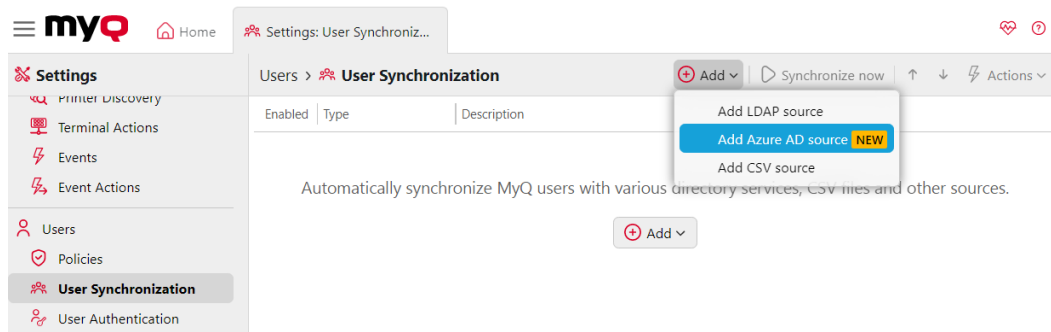 myQ
Home
Settings: User Synchroniz...
Settings
Users > User Synchronization
Add
Synchronize now
Actions
Printer Discovery
Terminal Actions
Events
Event Actions
Users
Policies
User Synchronization
User Authentication
Enabled Type Description
Add LDAP source
Add Azure AD source NEW
Add CSV source
Automatically synchronize MyQ users with various directory services, CSV files and other sources.
Add